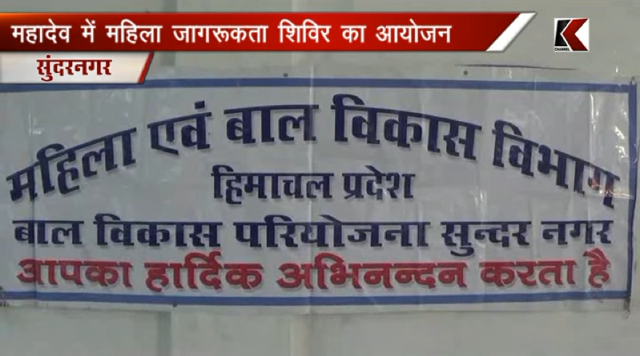 महादेव में महिला जागरूकता शिविर का आयोजन
K
CHANNEL
सुंदरनगर
महिला एवं बाल विकास विभाग
हिमाचल प्रदेश
बाल विकास परियोजना सुन्दर नगर
आपका हार्दिक अभिनन्दन करता है